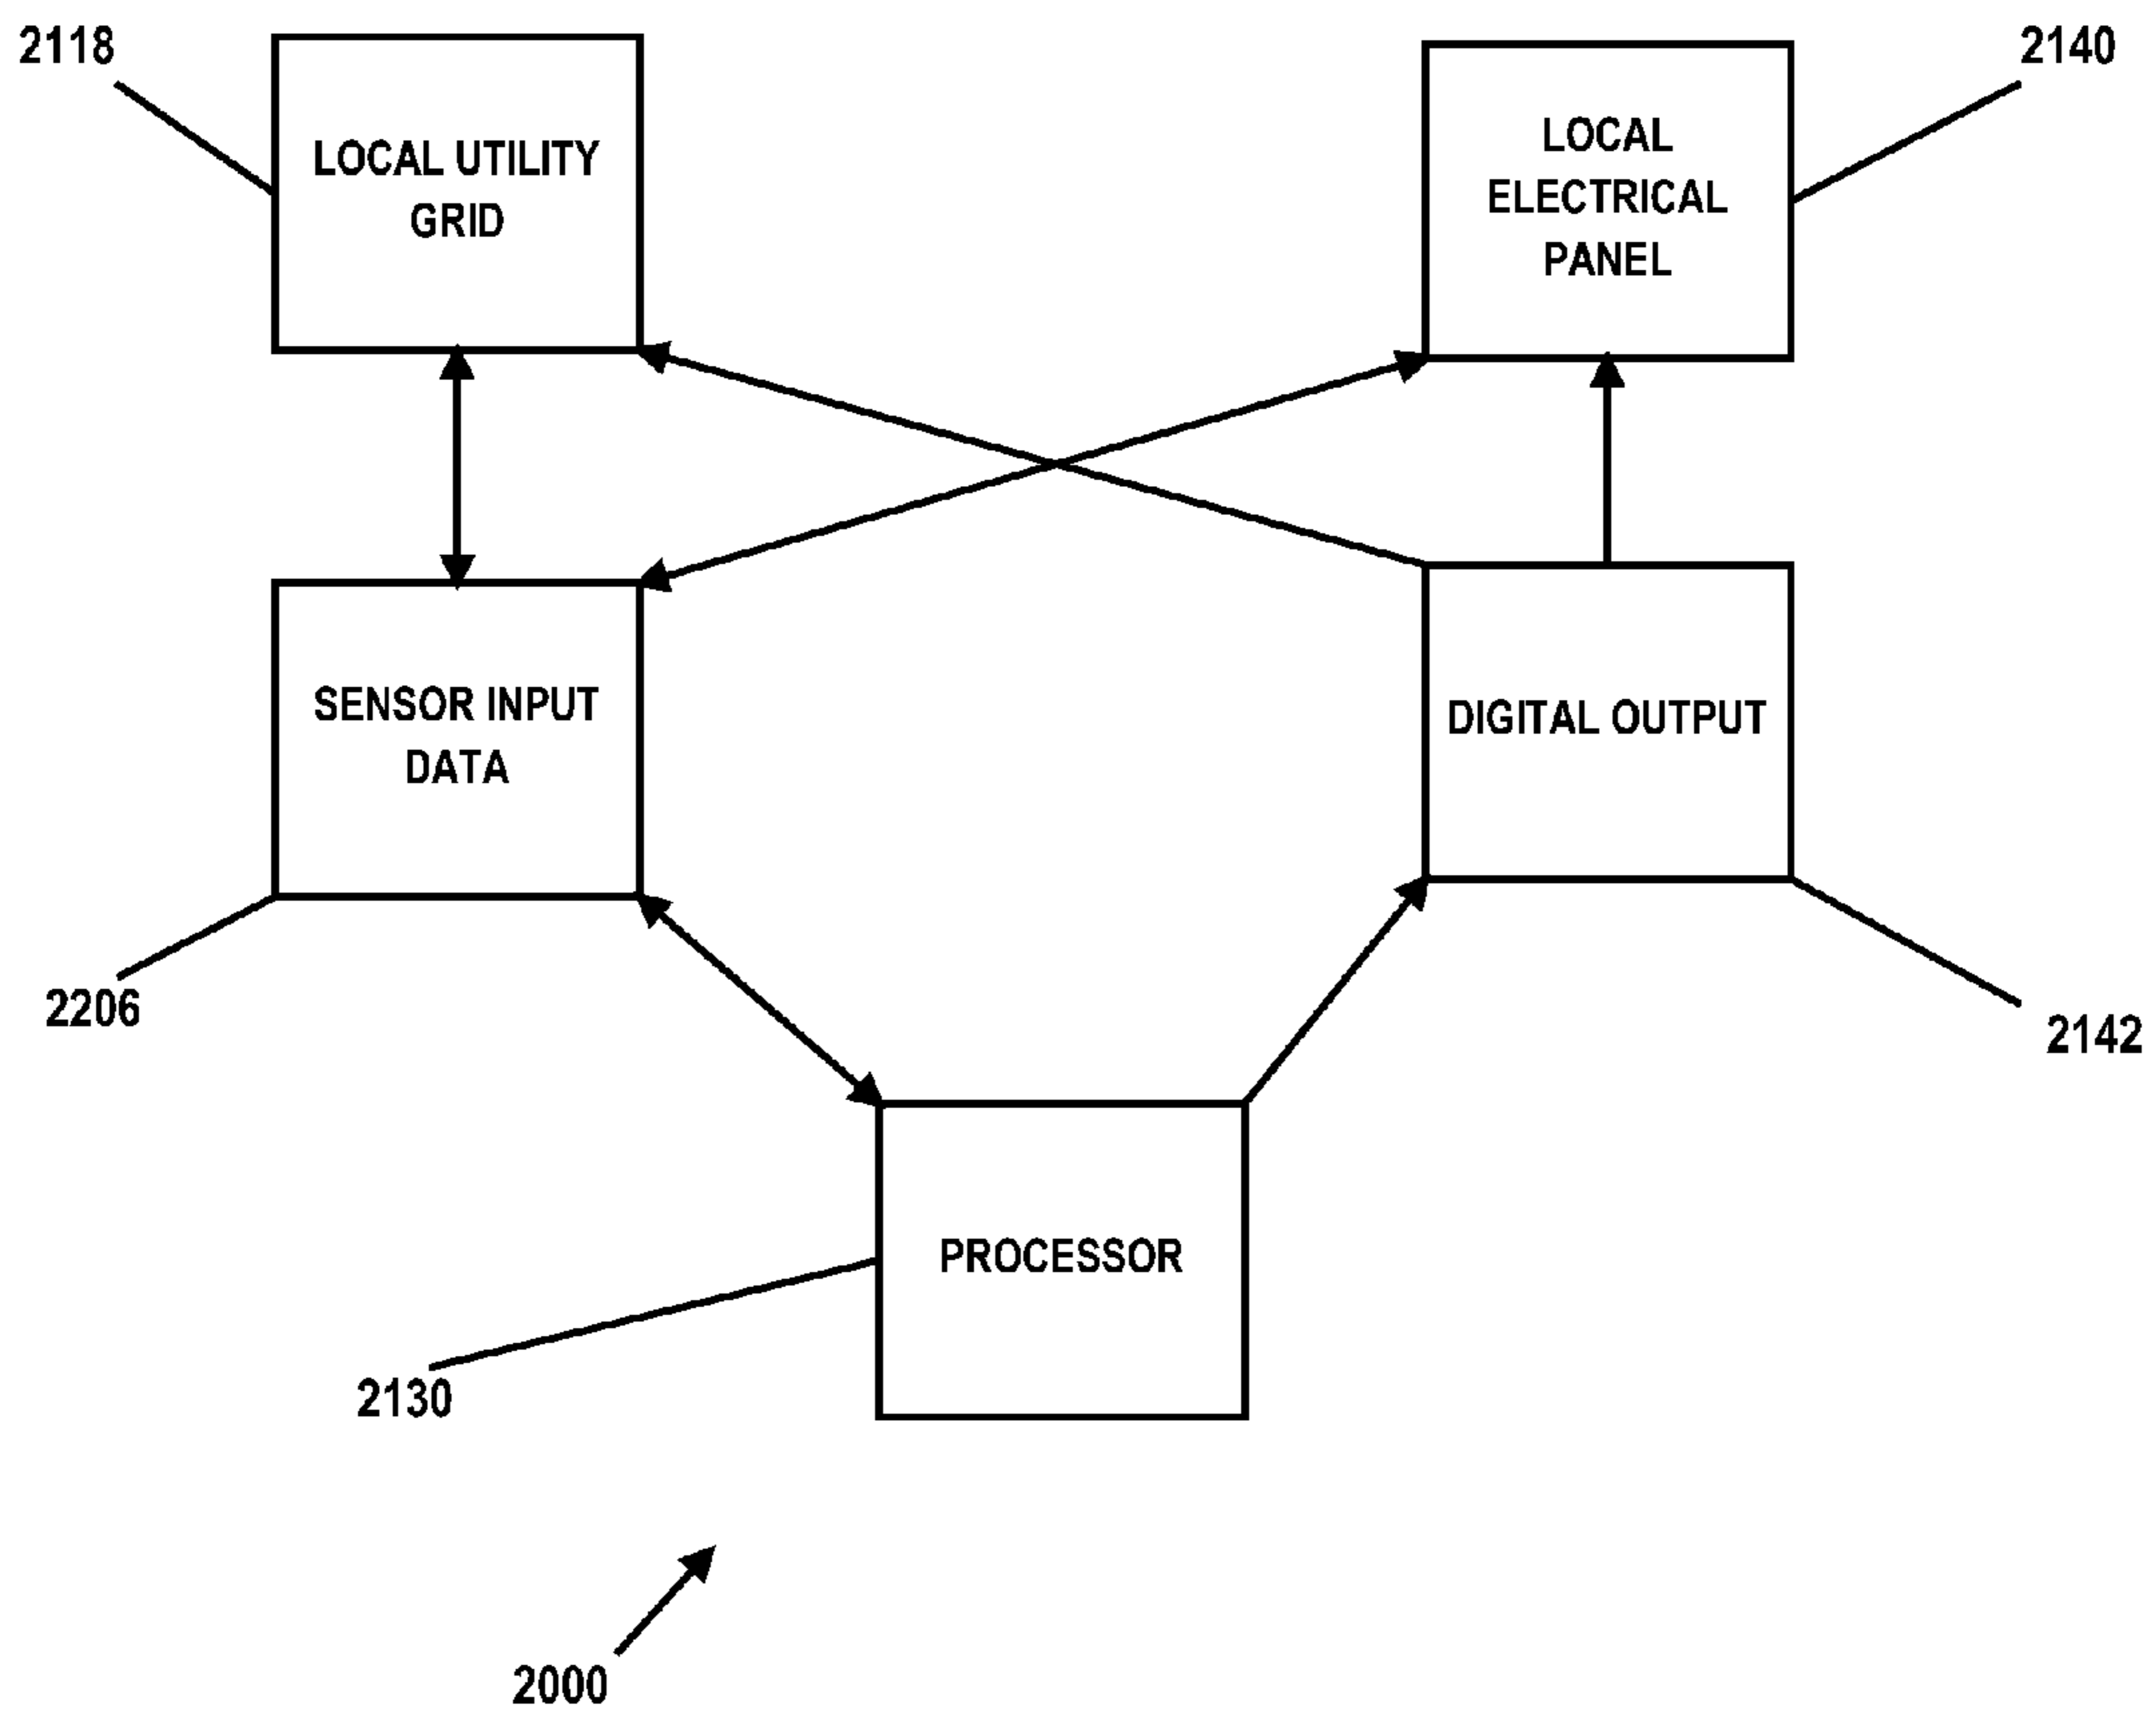 2118
LOCAL UTILITY
GRID
2140
LOCAL
ELECTRICAL
PANEL
SENSOR INPUT
DATA
2206
DIGITAL OUTPUT
2142
PROCESSOR
2130
2000